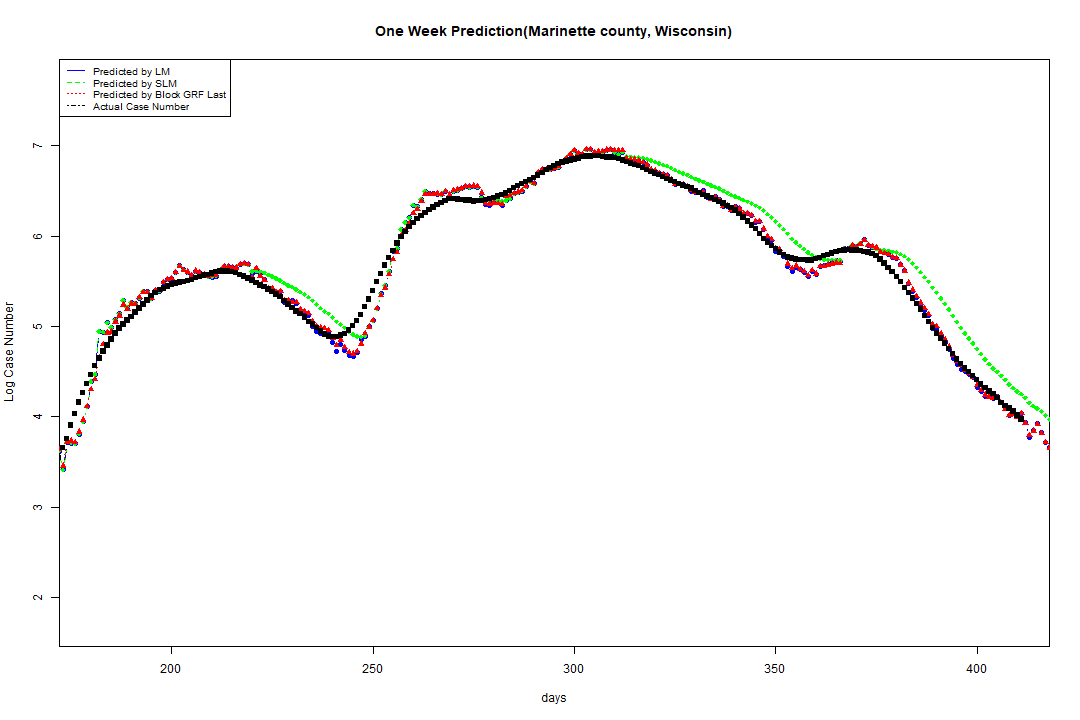 One Week Prediction(Marinette county, Wisconsin)
Predicted by LM
Predicted by SLM
Predicted by Block GRF Last
Actual Case Number
7
6
5
4
3
2
Log Case Number
200 250 300 350 400
days